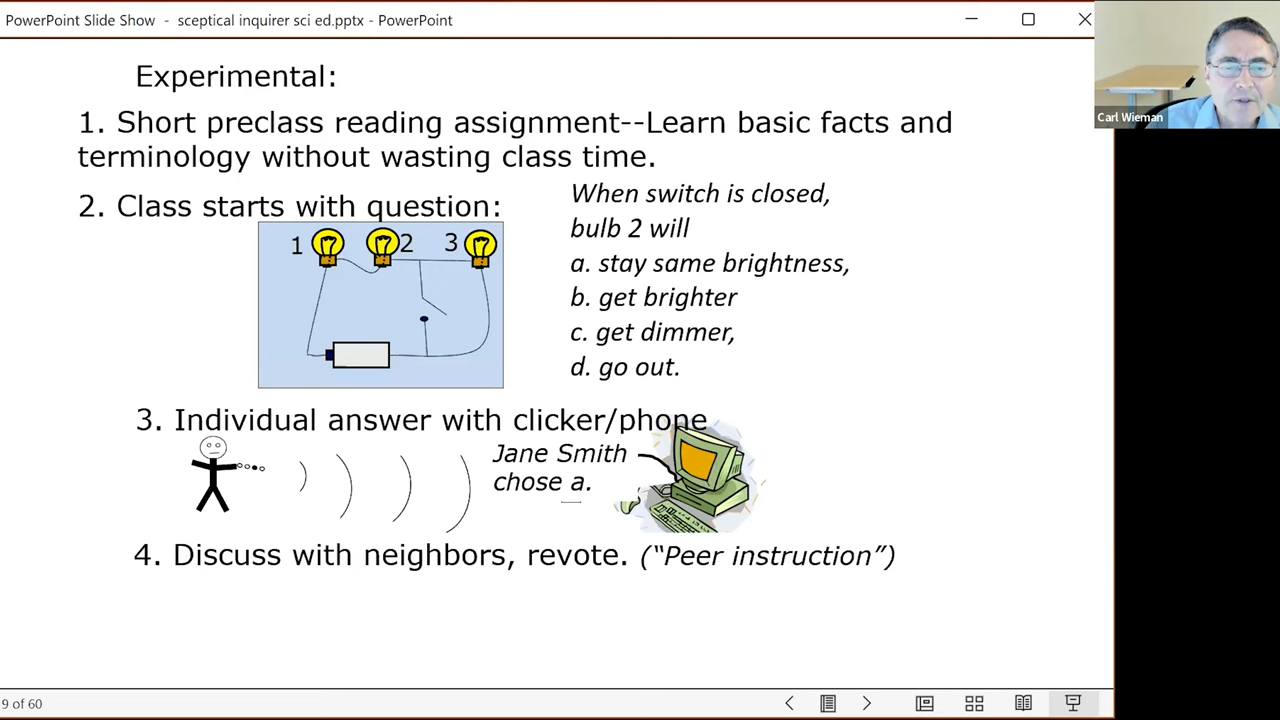 PowerPoint Slide Show - sceptical inquirer sci ed.pptx - PowerPoint
Carl Wieman
Experimental:
1. Short preclass reading assignment--Learn basic facts and
terminology without wasting class time.
2. Class starts with question:
When switch is closed,
bulb 2 will
a. stay same brightness,
b. get brighter
c. get dimmer,
d. go out.
1 2 3
3. Individual answer with clicker/phone
Jane Smith
chose a.
4. Discuss with neighbors, revote. (“Peer instruction”)
9 of 60